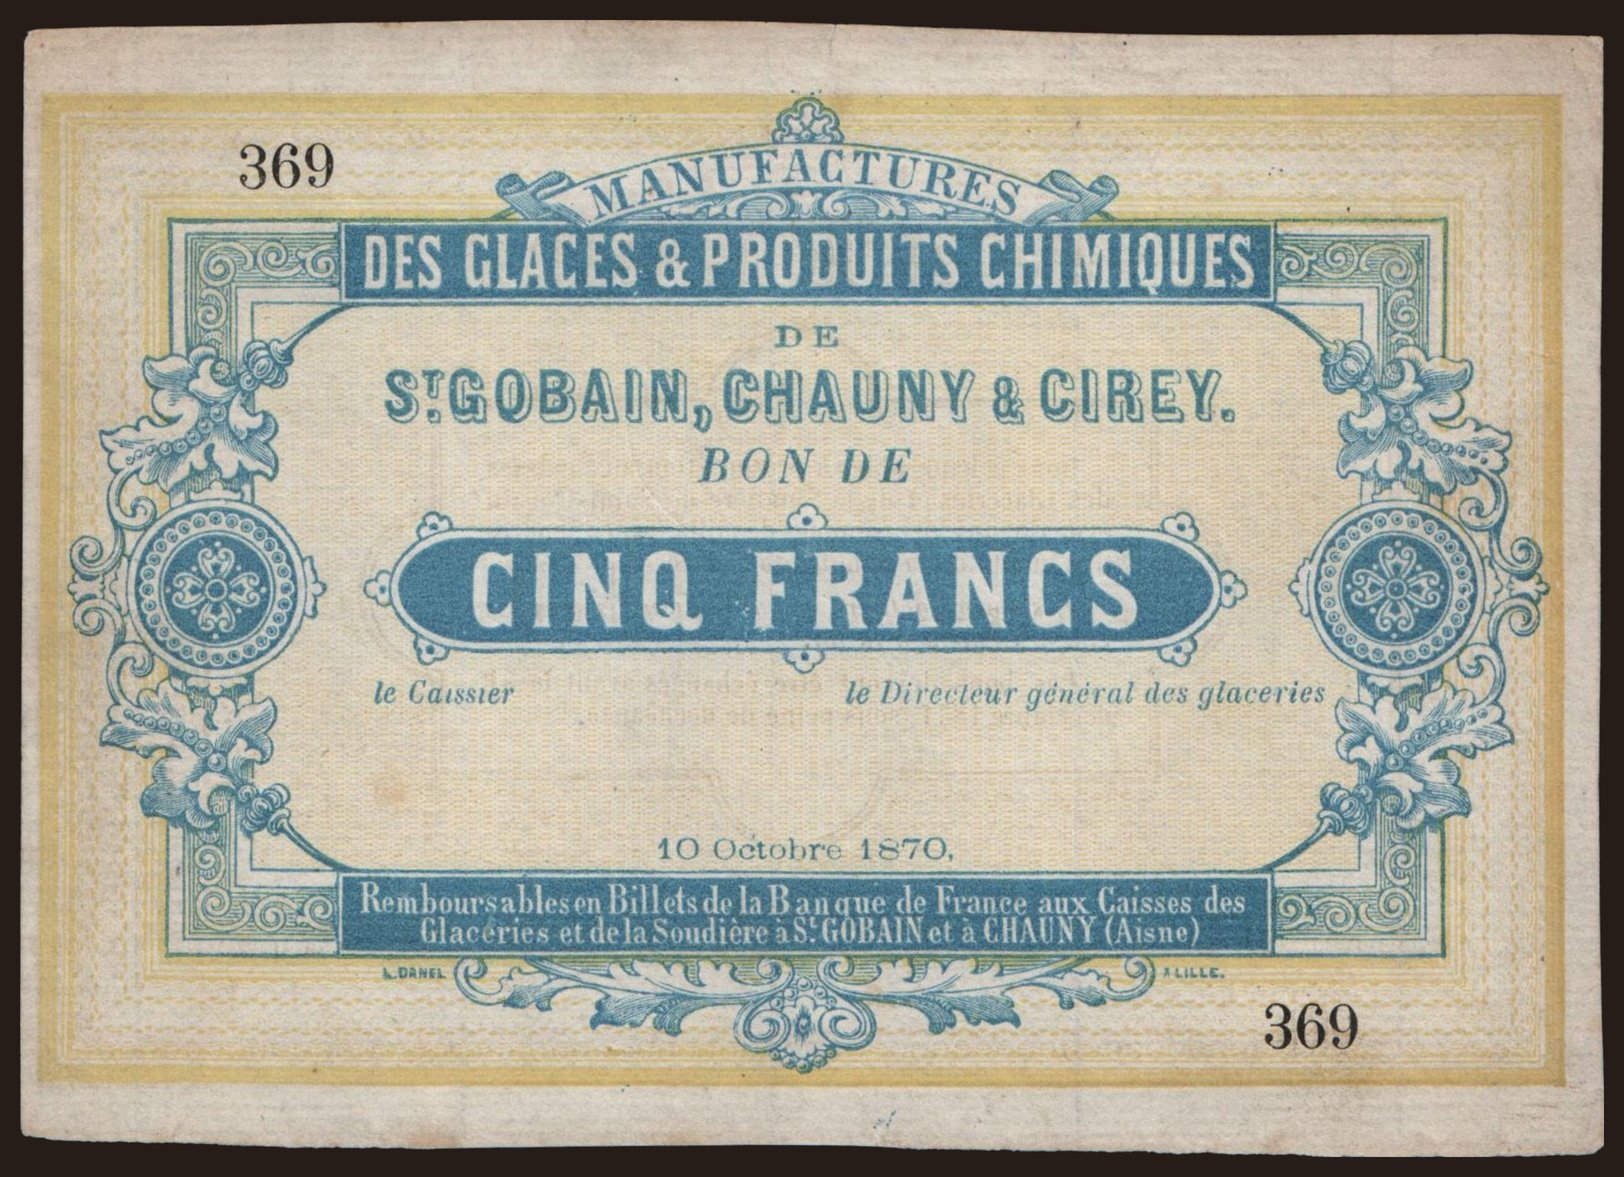 369
MANUFACTURES
DES GLACES & PRODUITS CHIMIQUES
DE
ST. GOBAIN, CHAUNY & CIREY.
BON DE
CINQ FRANCS
le Caissier
le Directeur général des glaceries
10 Octobre 1870,
Remboursables en Billets de la Banque de France aux Caisses des
Glaceries et de la Soudière à St. GOBAIN et à CHAUNY (Aisne)
L. DANEL
A LILLE.
369